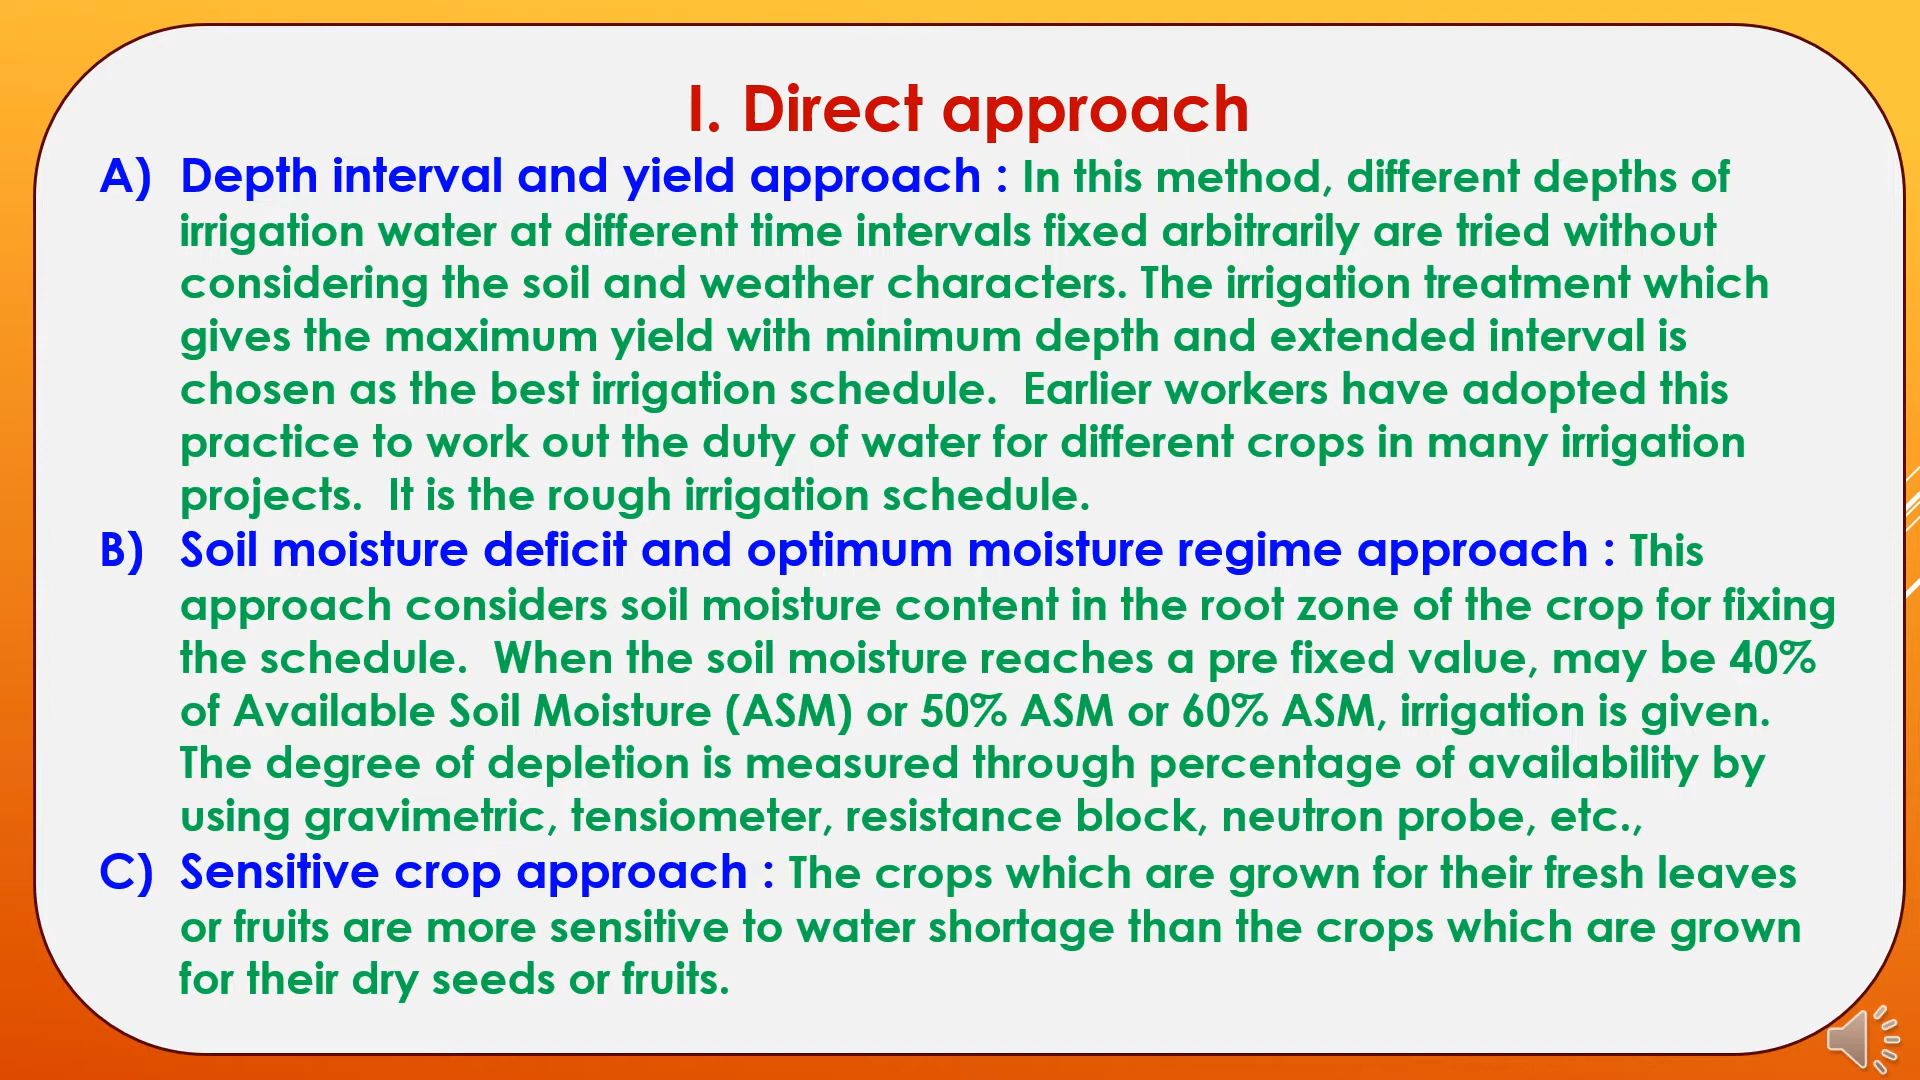 I. Direct approach
A) Depth interval and yield approach : In this method, different depths of
irrigation water at different time intervals fixed arbitrarily are tried without
considering the soil and weather characters. The irrigation treatment which
gives the maximum yield with minimum depth and extended interval is
chosen as the best irrigation schedule.  Earlier workers have adopted this
practice to work out the duty of water for different crops in many irrigation
projects.  It is the rough irrigation schedule.
B) Soil moisture deficit and optimum moisture regime approach : This
approach considers soil moisture content in the root zone of the crop for fixing
the schedule.  When the soil moisture reaches a pre fixed value, may be 40%
of Available Soil Moisture (ASM) or 50% ASM or 60% ASM, irrigation is given.
The degree of depletion is measured through percentage of availability by
using gravimetric, tensiometer, resistance block, neutron probe, etc.,
C) Sensitive crop approach : The crops which are grown for their fresh leaves
or fruits are more sensitive to water shortage than the crops which are grown
for their dry seeds or fruits.